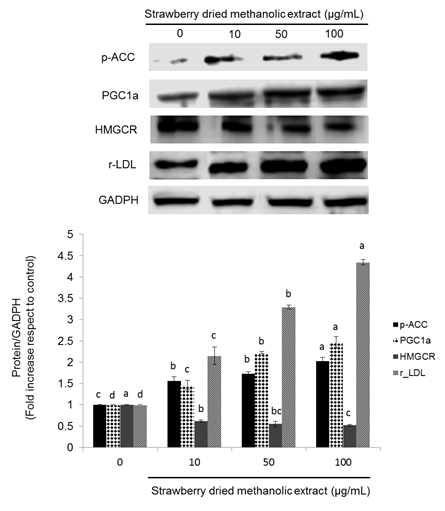 Strawberry dried methanolic extract (µg/mL)
0 10 50 100
p-ACC
PGC1a
HMGCR
r-LDL
GADPH
Protein/GADPH
(Fold increase respect to control)
5
4.5
4
3.5
3
2.5
2
1.5
1
0.5
0
c d a d
b c b c
b b bc b
a a c a
p-ACC
PGC1a
HMGCR
r_LDL
0 10 50 100
Strawberry dried methanolic extract (µg/mL)